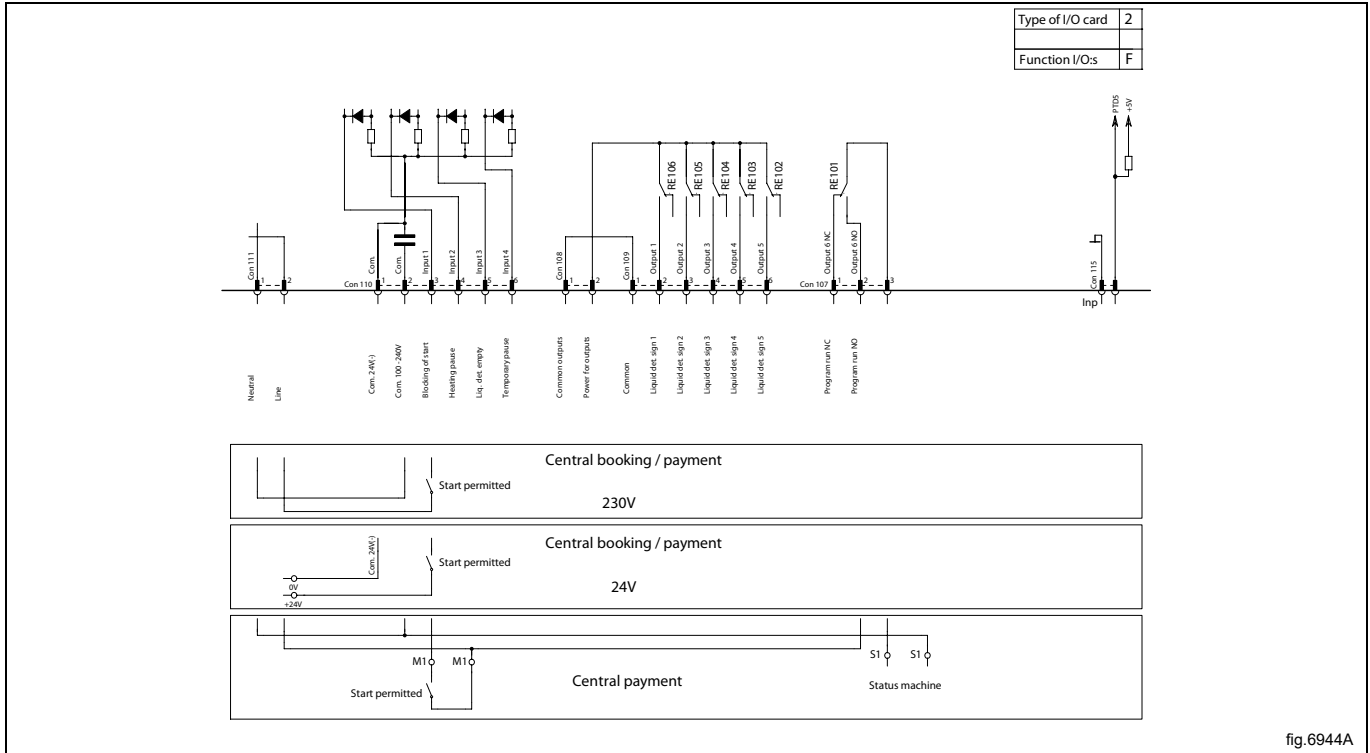 Type of I/O card 2
Function I/O:s F
PTD5
+5V
RE106
RE105
RE104
RE103
RE102
RE101
Con 111
1
2
Con 110
Com.
1
Com.
2
Input 1
3
Input 2
4
Input 3
5
Input 4
6
Con 108
1
2
Con 109
1
Output 1
2
Output 2
3
Output 3
4
Output 4
5
Output 5
6
Con 107
Output 6 NC
1
Output 6 NO
2
3
Con 115
1
2
Inp
Neutral
Line
Com. 24V(-)
Com. 100-240V
Blocking of start
Heating pause
Liq. det. empty
Temporary pause
Common outputs
Power for outputs
Common
Liquid det. sign 1
Liquid det. sign 2
Liquid det. sign 3
Liquid det. sign 4
Liquid det. sign 5
Program run NC
Program run NO
Central booking / payment
Start permitted
230V
Central booking / payment
Com. 24V(-)
Start permitted
0V
24V
+24V
M1 M1
S1 S1
Start permitted
Central payment
Status machine
fig.6944A